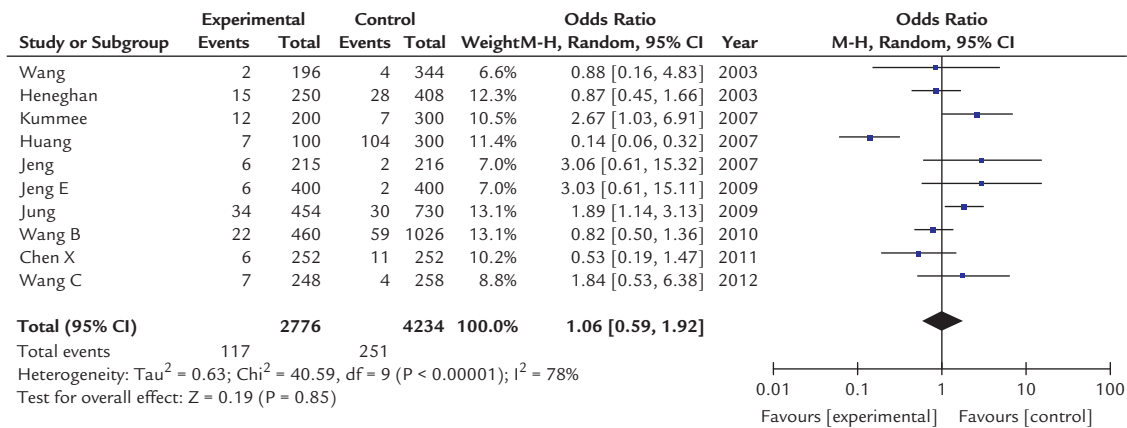 Experimental Control Odds Ratio Odds Ratio
Study or Subgroup Events Total Events Total Weight M-H, Random, 95% CI Year M-H, Random, 95% CI
Wang 2 196 4 344 6.6% 0.88 [0.16, 4.83] 2003
Heneghan 15 250 28 408 12.3% 0.87 [0.45, 1.66] 2003
Kummee 12 200 7 300 10.5% 2.67 [1.03, 6.91] 2007
Huang 7 100 104 300 11.4% 0.14 [0.06, 0.32] 2007
Jeng 6 215 2 216 7.0% 3.06 [0.61, 15.32] 2007
Jeng E 6 400 2 400 7.0% 3.03 [0.61, 15.11] 2009
Jung 34 454 30 730 13.1% 1.89 [1.14, 3.13] 2009
Wang B 22 460 59 1026 13.1% 0.82 [0.50, 1.36] 2010
Chen X 6 252 11 252 10.2% 0.53 [0.19, 1.47] 2011
Wang C 7 248 4 258 8.8% 1.84 [0.53, 6.38] 2012
Total (95% CI) 2776 4234 100.0% 1.06 [0.59, 1.92]
Total events 117 251
Heterogeneity: Tau² = 0.63; Chi² = 40.59, df = 9 (P < 0.00001); I² = 78%
Test for overall effect: Z = 0.19 (P = 0.85)
0.01 0.1 1 10 100
Favours [experimental] Favours [control]